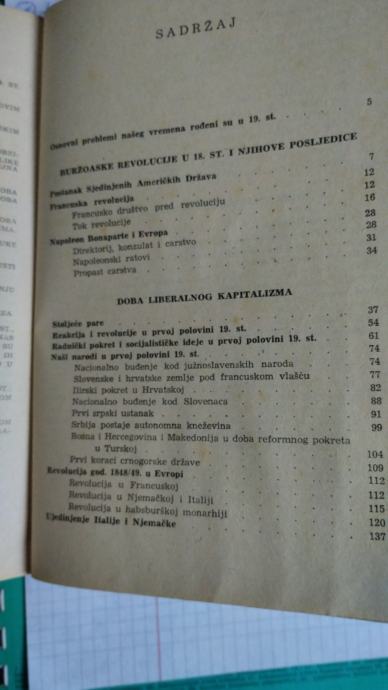 SADRŽAJ
Osnovni problemi našeg vremena rođeni su u 19. st. 5
BURŽOASKE REVOLUCIJE U 18. ST. I NJIHOVE POSLJEDICE
Postanak Sjedinjenih Američkih Država 7
Francuska revolucija 12
Francusko društvo pred revoluciju 12
Tok revolucije 16
Napoleon Bonaparte i Evropa 28
Direktorij, konzulat i carstvo 28
Napoleonski ratovi 31
Propast carstva 34
DOBA LIBERALNOG KAPITALIZMA
Stoljeće pare 37
Reakcija i revolucije u prvoj polovini 19. st. 54
Radnički pokret i socijalističke ideje u prvoj polovini 19. st. 61
Naši narodi u prvoj polovini 19. st. 74
Nacionalno buđenje kod južnoslavenskih naroda 74
Slovenske i hrvatske zemlje pod francuskom vlašću 77
Ilirski pokret u Hrvatskoj 82
Nacionalno buđenje kod Slovenaca 88
Prvi srpski ustanak 91
Srbija postaje autonomna kneževina 99
Bosna i Hercegovina i Makedonija u doba reformnog pokreta
u Turskoj 104
Prvi koraci crnogorske države 109
Revolucija god. 1848/49. u Evropi 112
Revolucija u Francuskoj 112
Revolucija u Njemačkoj i Italiji 115
Revolucija u habsburškoj monarhiji 120
Ujedinjenje Italije i Njemačke 137